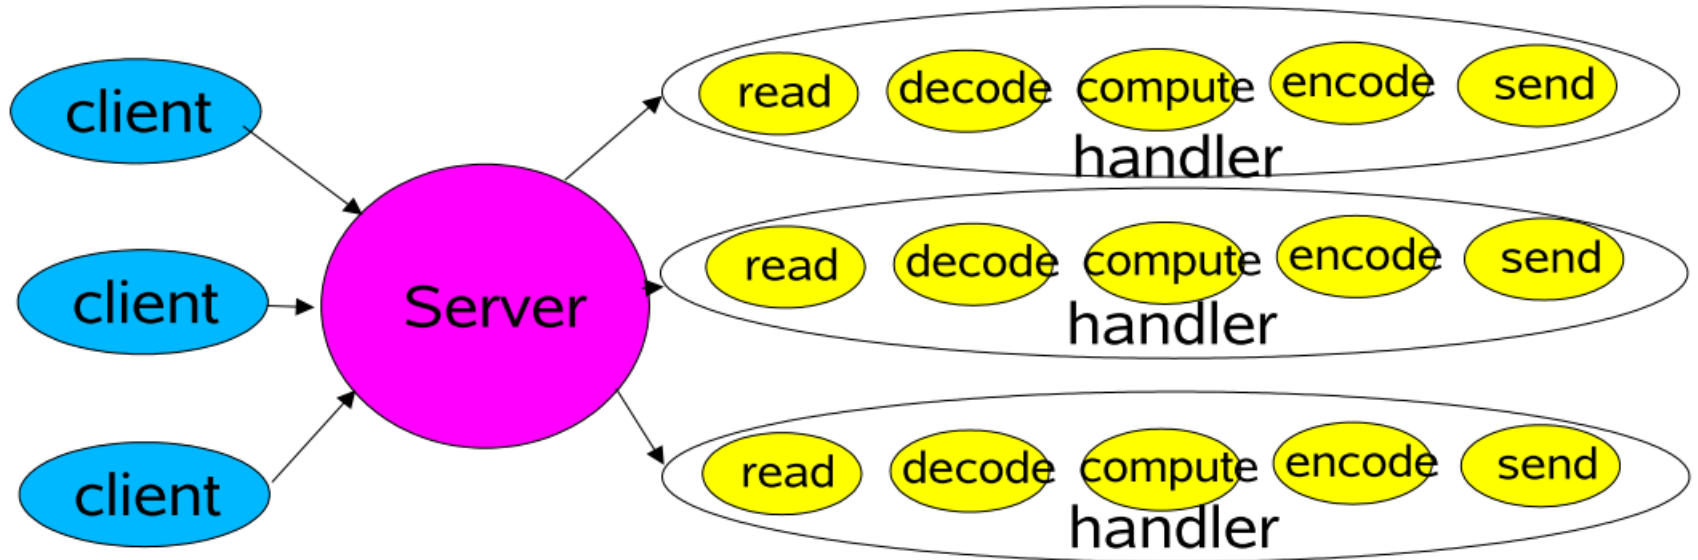 client
client
client
Server
read decode compute encode send
handler
read decode compute encode send
handler
read decode compute encode send
handler